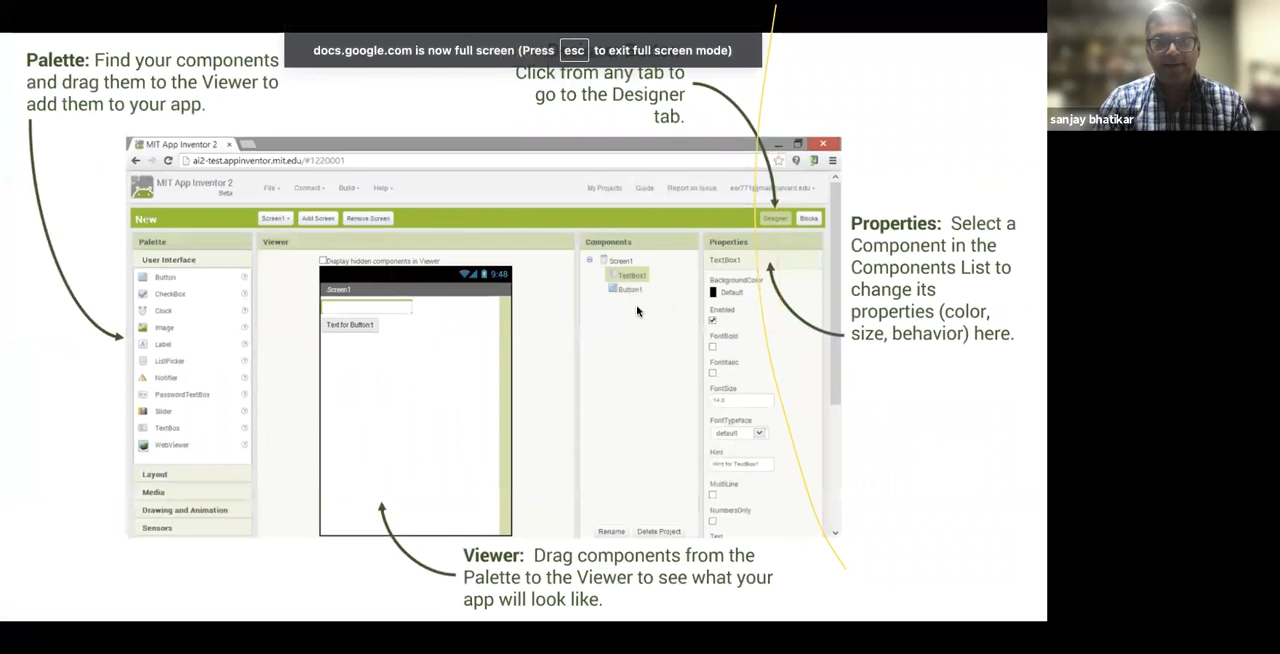 docs.google.com is now full screen (Press esc to exit full screen mode)
Palette: Find your components
and drag them to the Viewer to
add them to your app.
Click from any tab to
go to the Designer
tab.
sanjay bhatikar
MIT App Inventor 2
ai2-test.appinventor.mit.edu/#1220001
MIT App Inventor 2
Beta
File
Connect
Build
Help
My Projects
Guide
Report an Issue
New
Screen1
Add Screen
Remove Screen
Designer
Blocks
Palette
User Interface
Button
CheckBox
Clock
Image
Label
ListPicker
Notifier
PasswordTextBox
Slider
TextBox
WebViewer
Layout
Media
Drawing and Animation
Sensors
Viewer
Display hidden components in Viewer
9:48
Screen1
Text for Button1
Components
Screen1
TextBox1
Button1
Rename
Delete Project
Properties
TextBox1
BackgroundColor
Default
Enabled
FontBold
FontItalic
FontSize
14.0
FontTypeface
default
Hint
Hint for TextBox1
MultiLine
NumbersOnly
Text
Properties: Select a
Component in the
Components List to
change its
properties (color,
size, behavior) here.
Viewer: Drag components from the
Palette to the Viewer to see what your
app will look like.